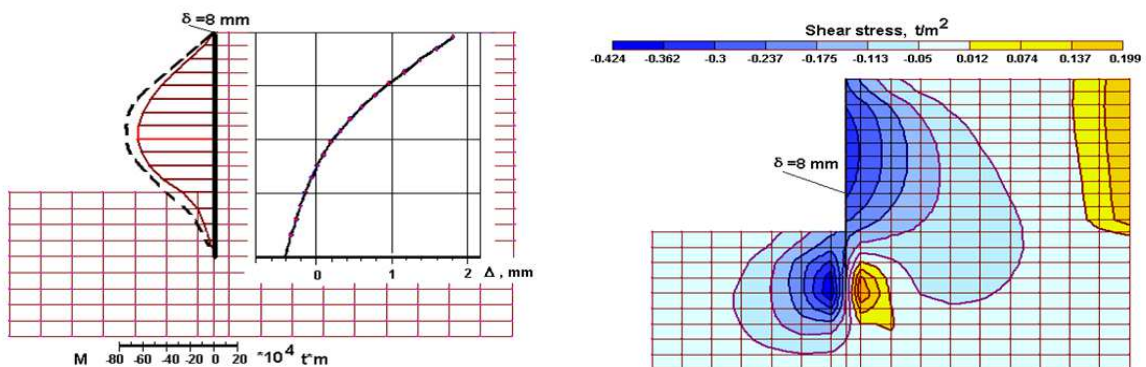 δ =8 mm
0 1 2
Δ , mm
M -80 -60 -40 -20 0 20 *10⁴ t*m
Shear stress, t/m²
-0.424 -0.362 -0.3 -0.237 -0.175 -0.113 -0.05 0.012 0.074 0.137 0.199
δ=8 mm